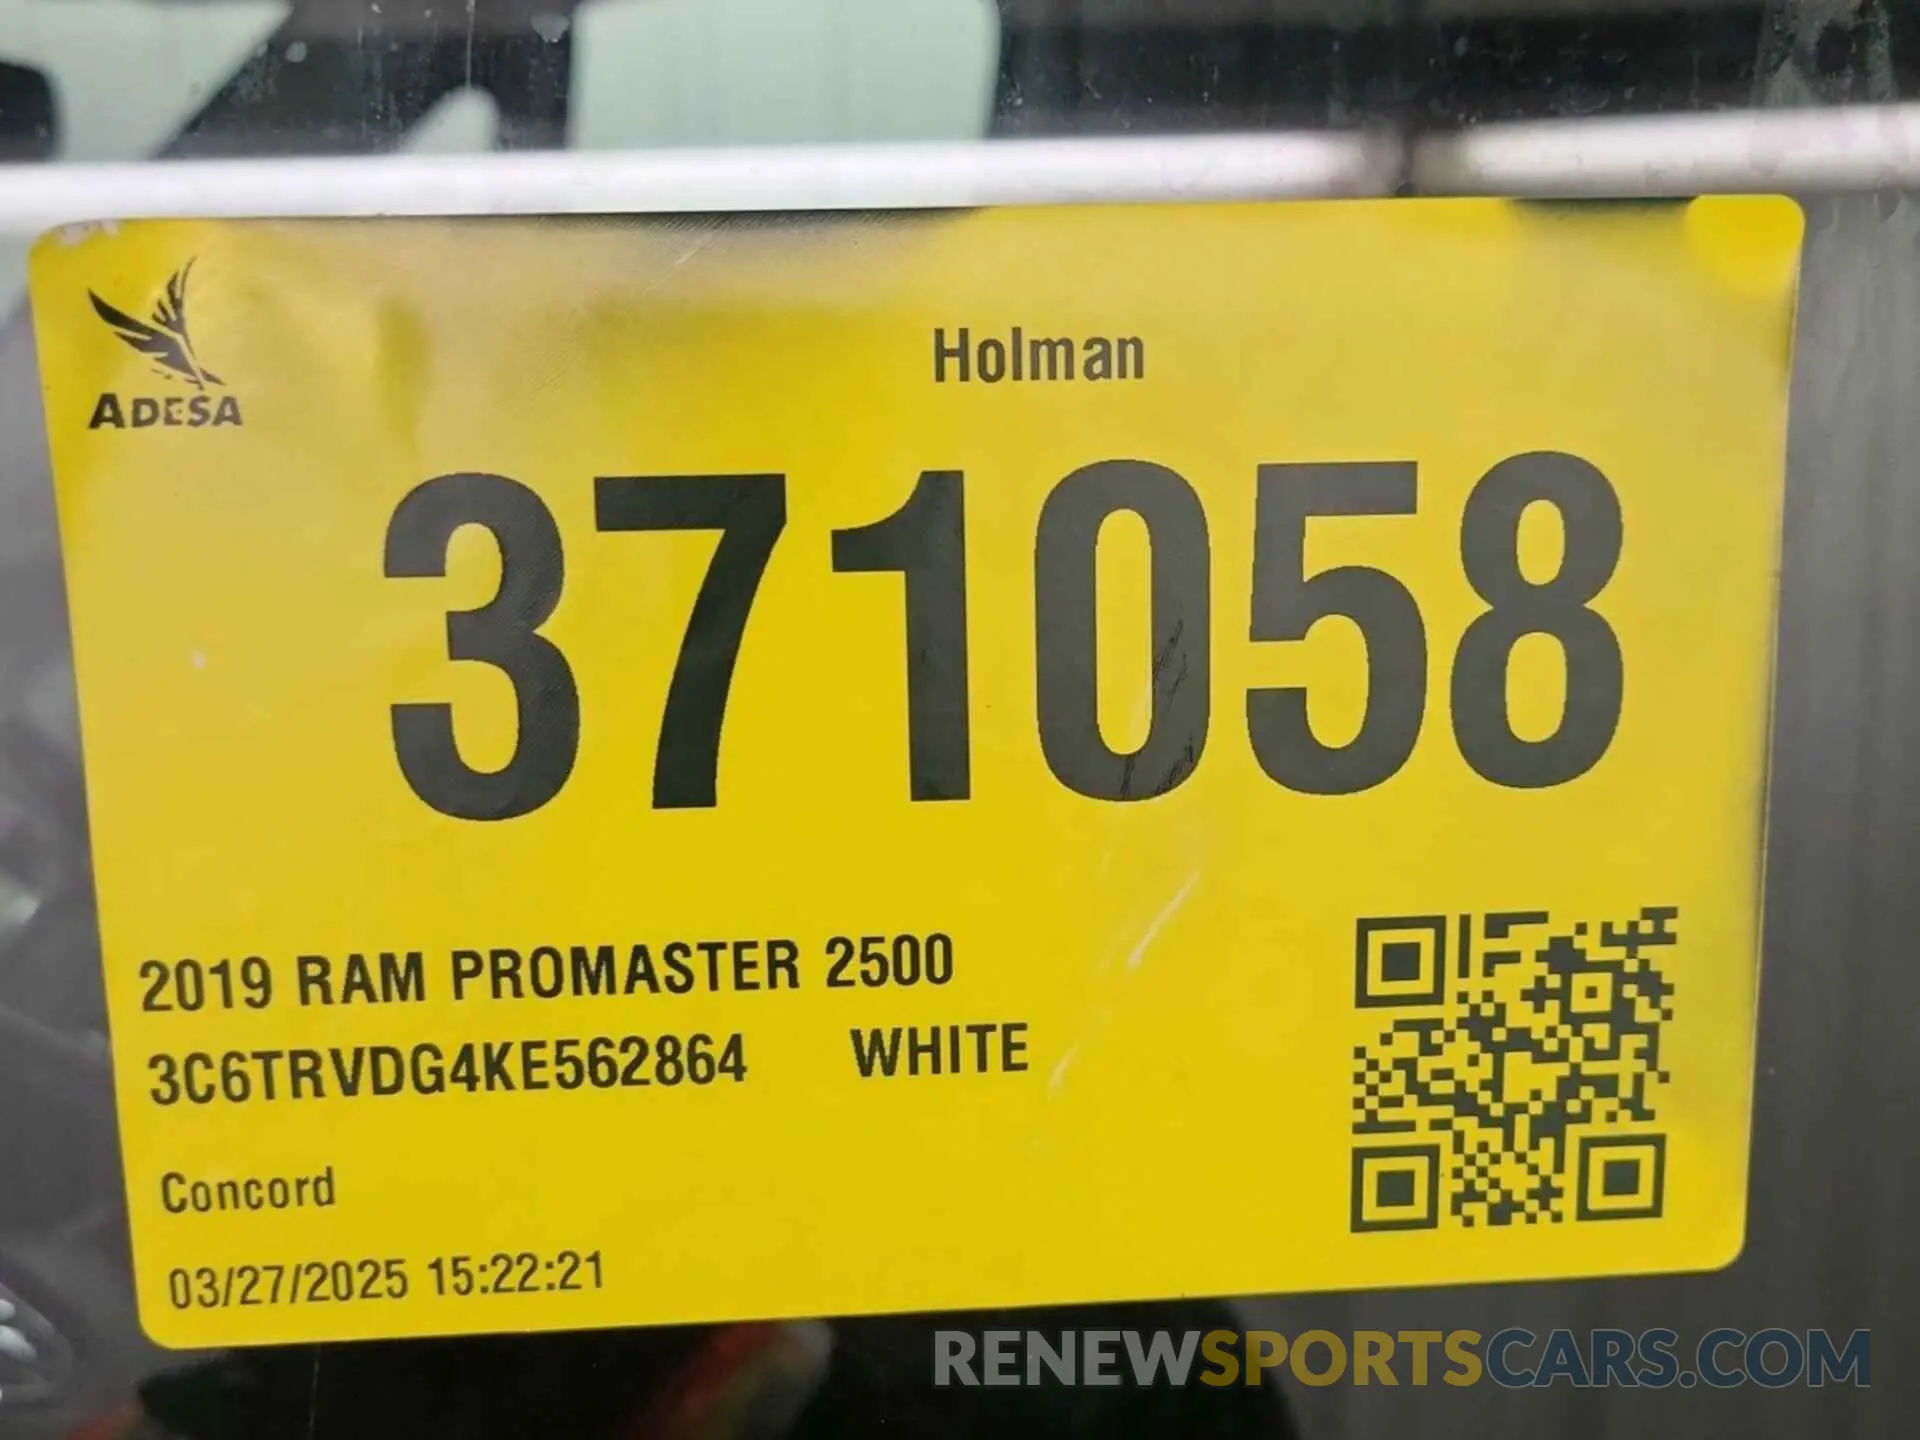 ADESA
Holman
371058
2019 RAM PROMASTER 2500
3C6TRVDG4KE562864 WHITE
Concord
03/27/2025 15:22:21
RENEWSPORTSCARS.COM